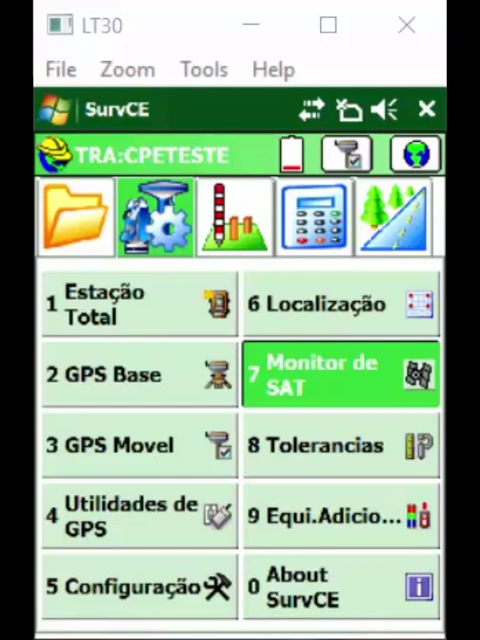 LT30
File Zoom Tools Help
SurvCE
TRA:CPETESTE
1 Estação Total
6 Localização
2 GPS Base
7 Monitor de SAT
3 GPS Movel
8 Tolerancias
4 Utilidades de GPS
9 Equi.Adicio...
5 Configuração
0 About SurvCE